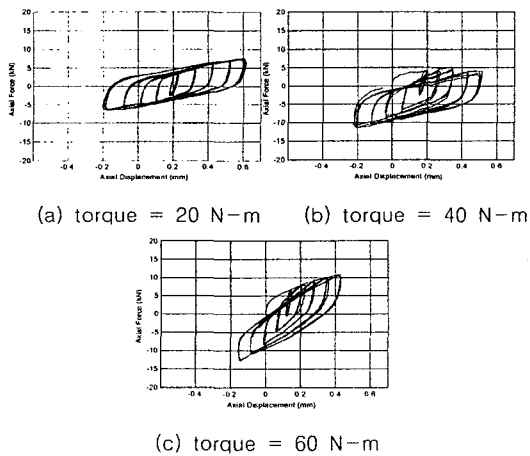 20
15
10
5
0
-5
-10
-15
-20
Axial Force (kN)
-0.4 -0.2 0 0.2 0.4 0.6
Axial Displacement (mm)
20
15
10
5
0
-5
-10
-15
-20
Axial Force (kN)
-0.4 -0.2 0 0.2 0.4 0.6
Axial Displacement (mm)
(a) torque = 20 N-m (b) torque = 40 N-m
20
15
10
5
0
-5
-10
-15
-20
Axial Force (kN)
-0.4 -0.2 0 0.2 0.4 0.6
Axial Displacement (mm)
(c) torque = 60 N-m